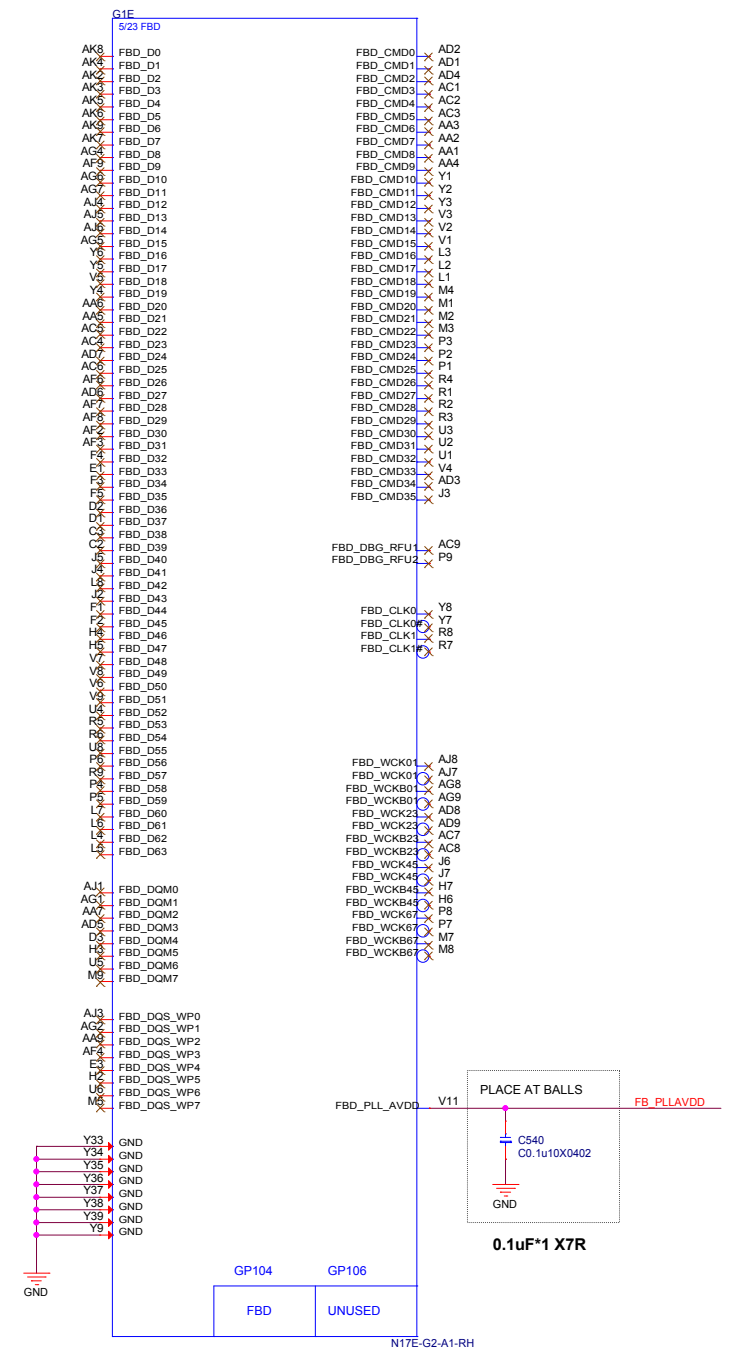 G1E
5/23 FBD
AK8 FBD_D0 FBD_CMD0 AD2
AK4 FBD_D1 FBD_CMD1 AD1
AK2 FBD_D2 FBD_CMD2 AD4
AK3 FBD_D3 FBD_CMD3 AC1
AK5 FBD_D4 FBD_CMD4 AC2
AK6 FBD_D5 FBD_CMD5 AC3
AK9 FBD_D6 FBD_CMD6 AA3
AK7 FBD_D7 FBD_CMD7 AA2
AG4 FBD_D8 FBD_CMD8 AA1
AF9 FBD_D9 FBD_CMD9 AA4
AG6 FBD_D10 FBD_CMD10 Y1
AG7 FBD_D11 FBD_CMD11 Y2
AJ4 FBD_D12 FBD_CMD12 Y3
AJ5 FBD_D13 FBD_CMD13 V3
AJ6 FBD_D14 FBD_CMD14 V2
AG5 FBD_D15 FBD_CMD15 V1
Y6 FBD_D16 FBD_CMD16 L3
Y5 FBD_D17 FBD_CMD17 L2
V5 FBD_D18 FBD_CMD18 L1
Y4 FBD_D19 FBD_CMD19 M4
AA6 FBD_D20 FBD_CMD20 M1
AA5 FBD_D21 FBD_CMD21 M2
AC5 FBD_D22 FBD_CMD22 M3
AC4 FBD_D23 FBD_CMD23 P3
AD7 FBD_D24 FBD_CMD24 P2
AC6 FBD_D25 FBD_CMD25 P1
AF6 FBD_D26 FBD_CMD26 R4
AD6 FBD_D27 FBD_CMD27 R1
AF7 FBD_D28 FBD_CMD28 R2
AF8 FBD_D29 FBD_CMD29 R3
AF2 FBD_D30 FBD_CMD30 U3
AF3 FBD_D31 FBD_CMD31 U2
F4 FBD_D32 FBD_CMD32 U1
E1 FBD_D33 FBD_CMD33 V4
F3 FBD_D34 FBD_CMD34 AD3
F5 FBD_D35 FBD_CMD35 J3
D2 FBD_D36
D1 FBD_D37
C3 FBD_D38
C2 FBD_D39 FBD_DBG_RFU1 AC9
J5 FBD_D40 FBD_DBG_RFU2 P9
J4 FBD_D41
L8 FBD_D42
J2 FBD_D43
F1 FBD_D44 FBD_CLK0 Y8
F2 FBD_D45 FBD_CLK0# Y7
H4 FBD_D46 FBD_CLK1 R8
H5 FBD_D47 FBD_CLK1# R7
V7 FBD_D48
V8 FBD_D49
V6 FBD_D50
V9 FBD_D51
U4 FBD_D52
R5 FBD_D53
R6 FBD_D54
U8 FBD_D55
P6 FBD_D56 FBD_WCK01 AJ8
R9 FBD_D57 FBD_WCK01 AJ7
P4 FBD_D58 FBD_WCKB01 AG8
P5 FBD_D59 FBD_WCKB01 AG9
L7 FBD_D60 FBD_WCK23 AD8
L6 FBD_D61 FBD_WCK23 AD9
L4 FBD_D62 FBD_WCKB23 AC7
L5 FBD_D63 FBD_WCKB23 AC8
FBD_WCK45 J6
FBD_WCK45 J7
AJ1 FBD_DQM0 FBD_WCKB45 H7
AG1 FBD_DQM1 FBD_WCKB45 H6
AA7 FBD_DQM2 FBD_WCK67 P8
AD5 FBD_DQM3 FBD_WCK67 P7
D3 FBD_DQM4 FBD_WCKB67 M7
H3 FBD_DQM5 FBD_WCKB67 M8
U5 FBD_DQM6
M9 FBD_DQM7
AJ3 FBD_DQS_WP0
AG2 FBD_DQS_WP1
AA9 FBD_DQS_WP2
AF4 FBD_DQS_WP3
E3 FBD_DQS_WP4
H2 FBD_DQS_WP5
U6 FBD_DQS_WP6
M5 FBD_DQS_WP7 FBD_PLL_AVDD V11 FB_PLLAVDD
PLACE AT BALLS
C540
C0.1u10X0402
GND
0.1uF*1 X7R
Y33 GND
Y34 GND
Y35 GND
Y36 GND
Y37 GND
Y38 GND
Y39 GND
Y9 GND
GND
GP104 GP106
FBD UNUSED
N17E-G2-A1-RH